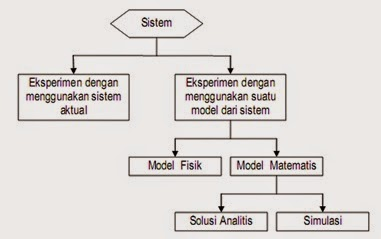 Sistem
Eksperimen dengan
menggunakan sistem
aktual
Eksperimen dengan
menggunakan suatu
model dari sistem
Model Fisik
Model Matematis
Solusi Analitis
Simulasi